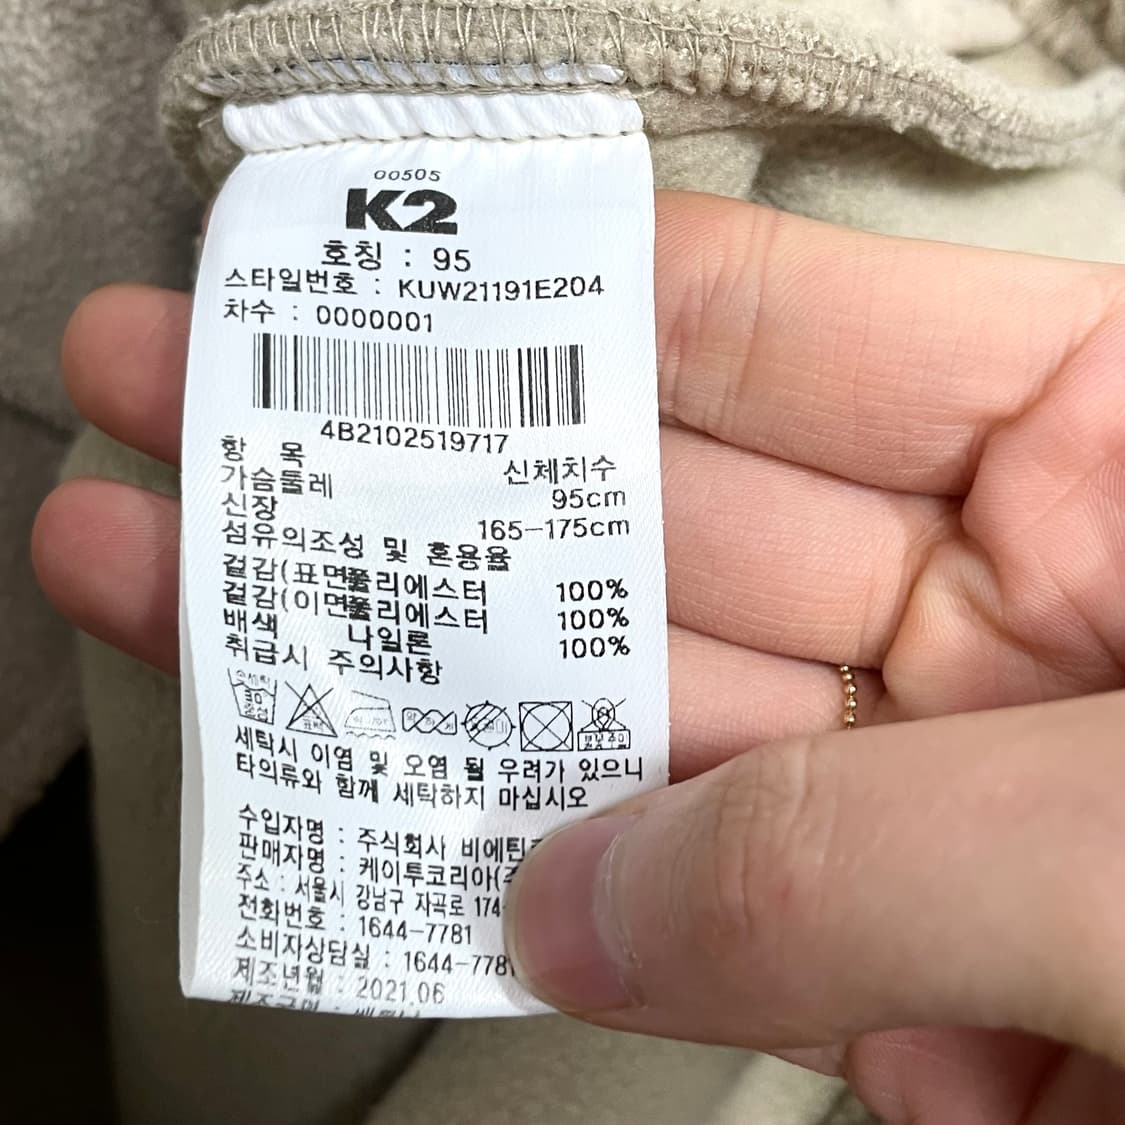 00505
K2
호칭 : 95
스타일번호 : KUW21191E204
차수 : 0000001
4B2102519717
항 목 신체치수
가슴둘레 95cm
신장 165-175cm
섬유의조성 및 혼용율
겉감(표면폴리에스터 100%
겉감(이면폴리에스터 100%
배색 나일론 100%
취급시 주의사항
손세탁 30 중성 표백
세탁시 이염 및 오염 될 우려가 있으니
타의류와 함께 세탁하지 마십시오
수입자명 : 주식회사 비에틴
판매자명 : 케이투코리아(주
주소 : 서울시 강남구 자곡로 174-
전화번호 : 1644-7781
소비자상담실 : 1644-7781
제조년월 : 2021.06